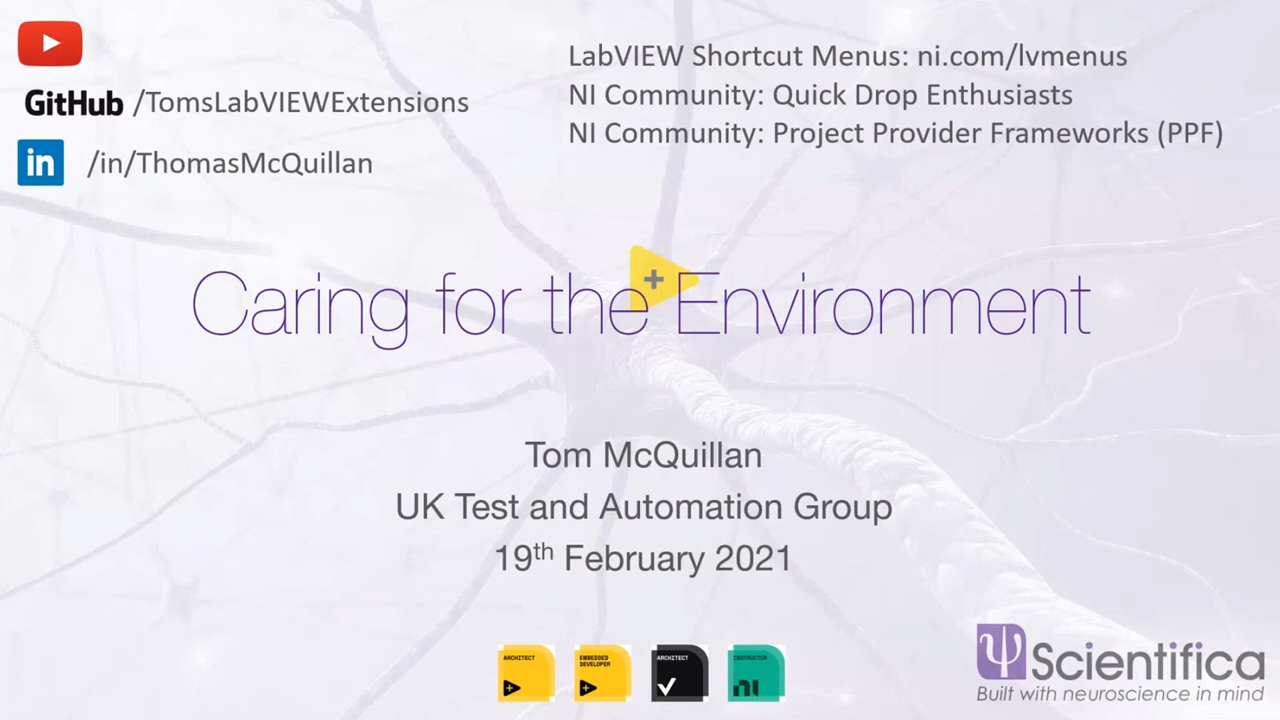 GitHub /TomsLabVIEWExtensions
in /in/ThomasMcQuillan
LabVIEW Shortcut Menus: ni.com/lvmenus
NI Community: Quick Drop Enthusiasts
NI Community: Project Provider Frameworks (PPF)
Caring for the Environment
Tom McQuillan
UK Test and Automation Group
19th February 2021
ARCHITECT
EMBEDDED
DEVELOPER
ARCHITECT
INSTRUCTOR
ni
Scientifica
Built with neuroscience in mind